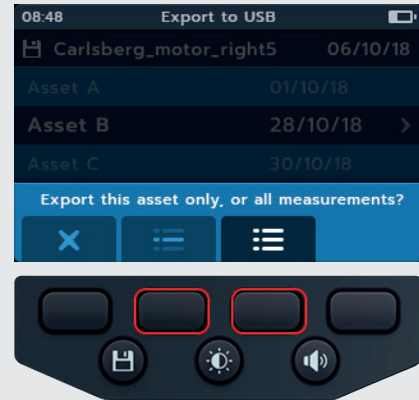 08:48 Export to USB
Carlsberg_motor_right5 06/10/18
Asset A 01/10/18
Asset B 28/10/18
Asset C 30/10/18
Export this asset only, or all measurements?